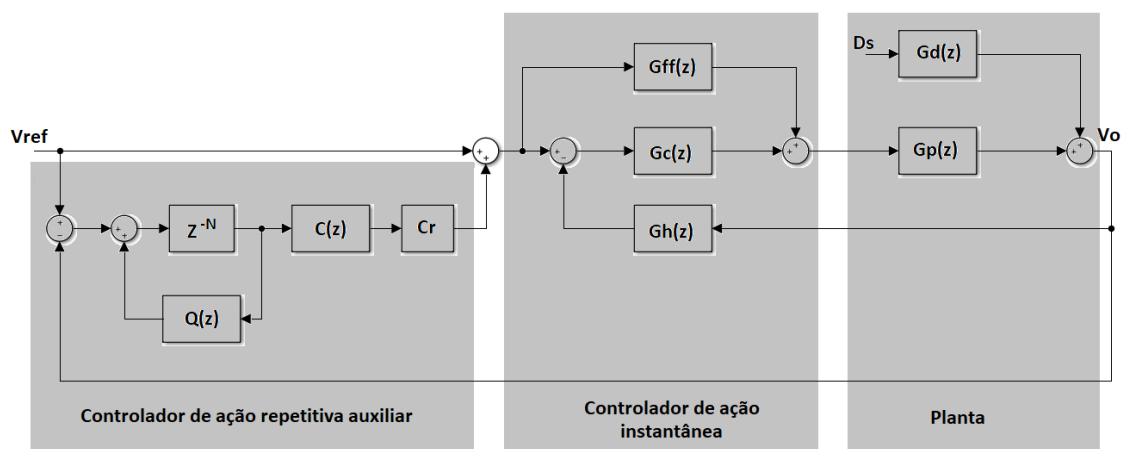 Ds
Gd(z)
Gff(z)
Vref
Vo
+
+
+
+
+
+
+
-
Gc(z)
+
+
Gp(z)
+
+
-
+
+
Z -N
C(z)
Cr
Gh(z)
Q(z)
Controlador de ação repetitiva auxiliar
Controlador de ação
instantânea
Planta